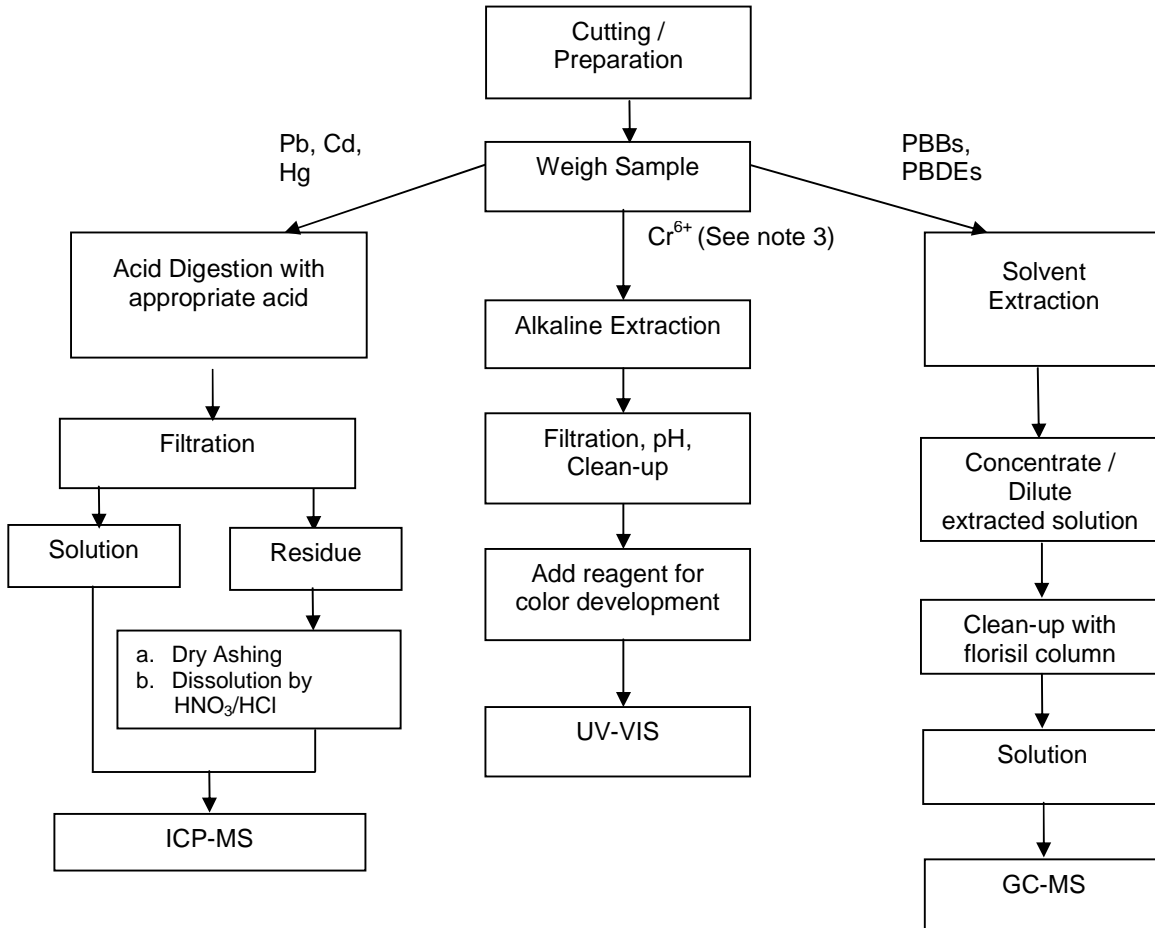 Cutting /
Preparation
Pb, Cd,
Hg
Weigh Sample
PBBs,
PBDEs
Cr⁶⁺ (See note 3)
Acid Digestion with
appropriate acid
Alkaline Extraction
Solvent
Extraction
Filtration
Filtration, pH,
Clean-up
Concentrate /
Dilute
extracted solution
Solution
Residue
Add reagent for
color development
a. Dry Ashing
b. Dissolution by
HNO₃/HCl
Clean-up with
florisil column
UV-VIS
Solution
ICP-MS
GC-MS